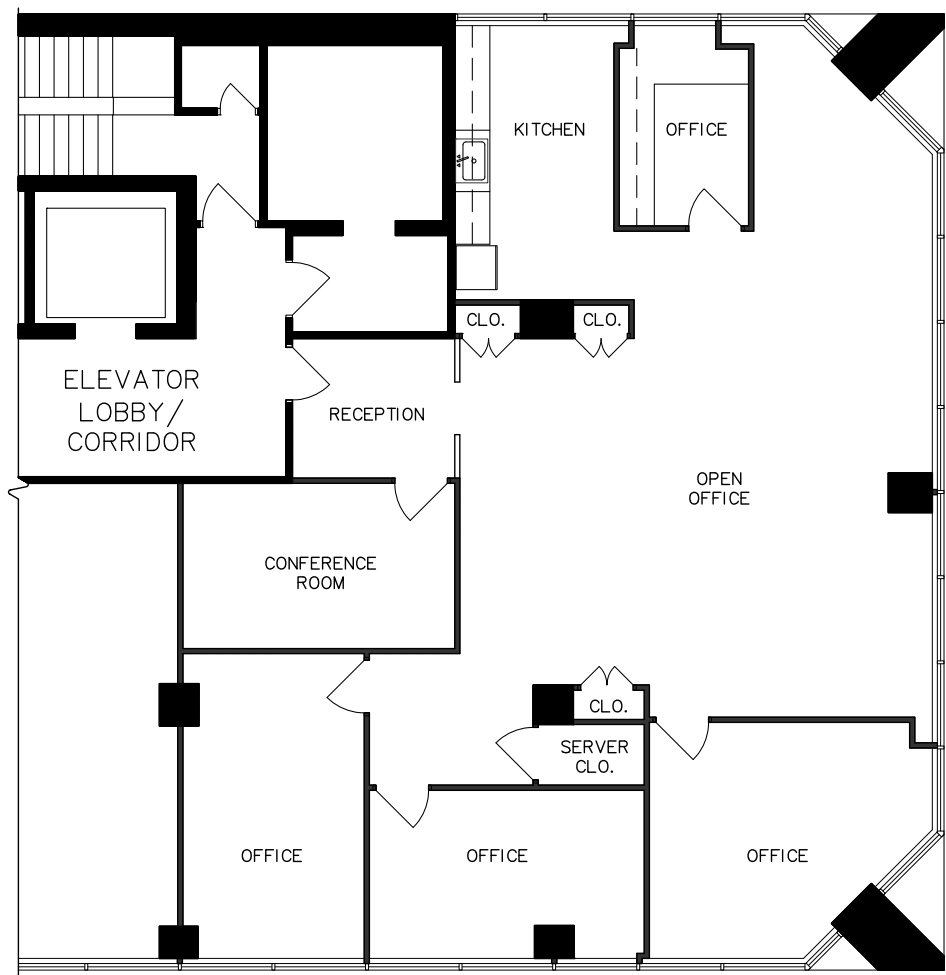 KITCHEN
OFFICE
CLO.
CLO.
ELEVATOR
LOBBY/
CORRIDOR
RECEPTION
OPEN
OFFICE
CONFERENCE
ROOM
CLO.
SERVER
CLO.
OFFICE
OFFICE
OFFICE